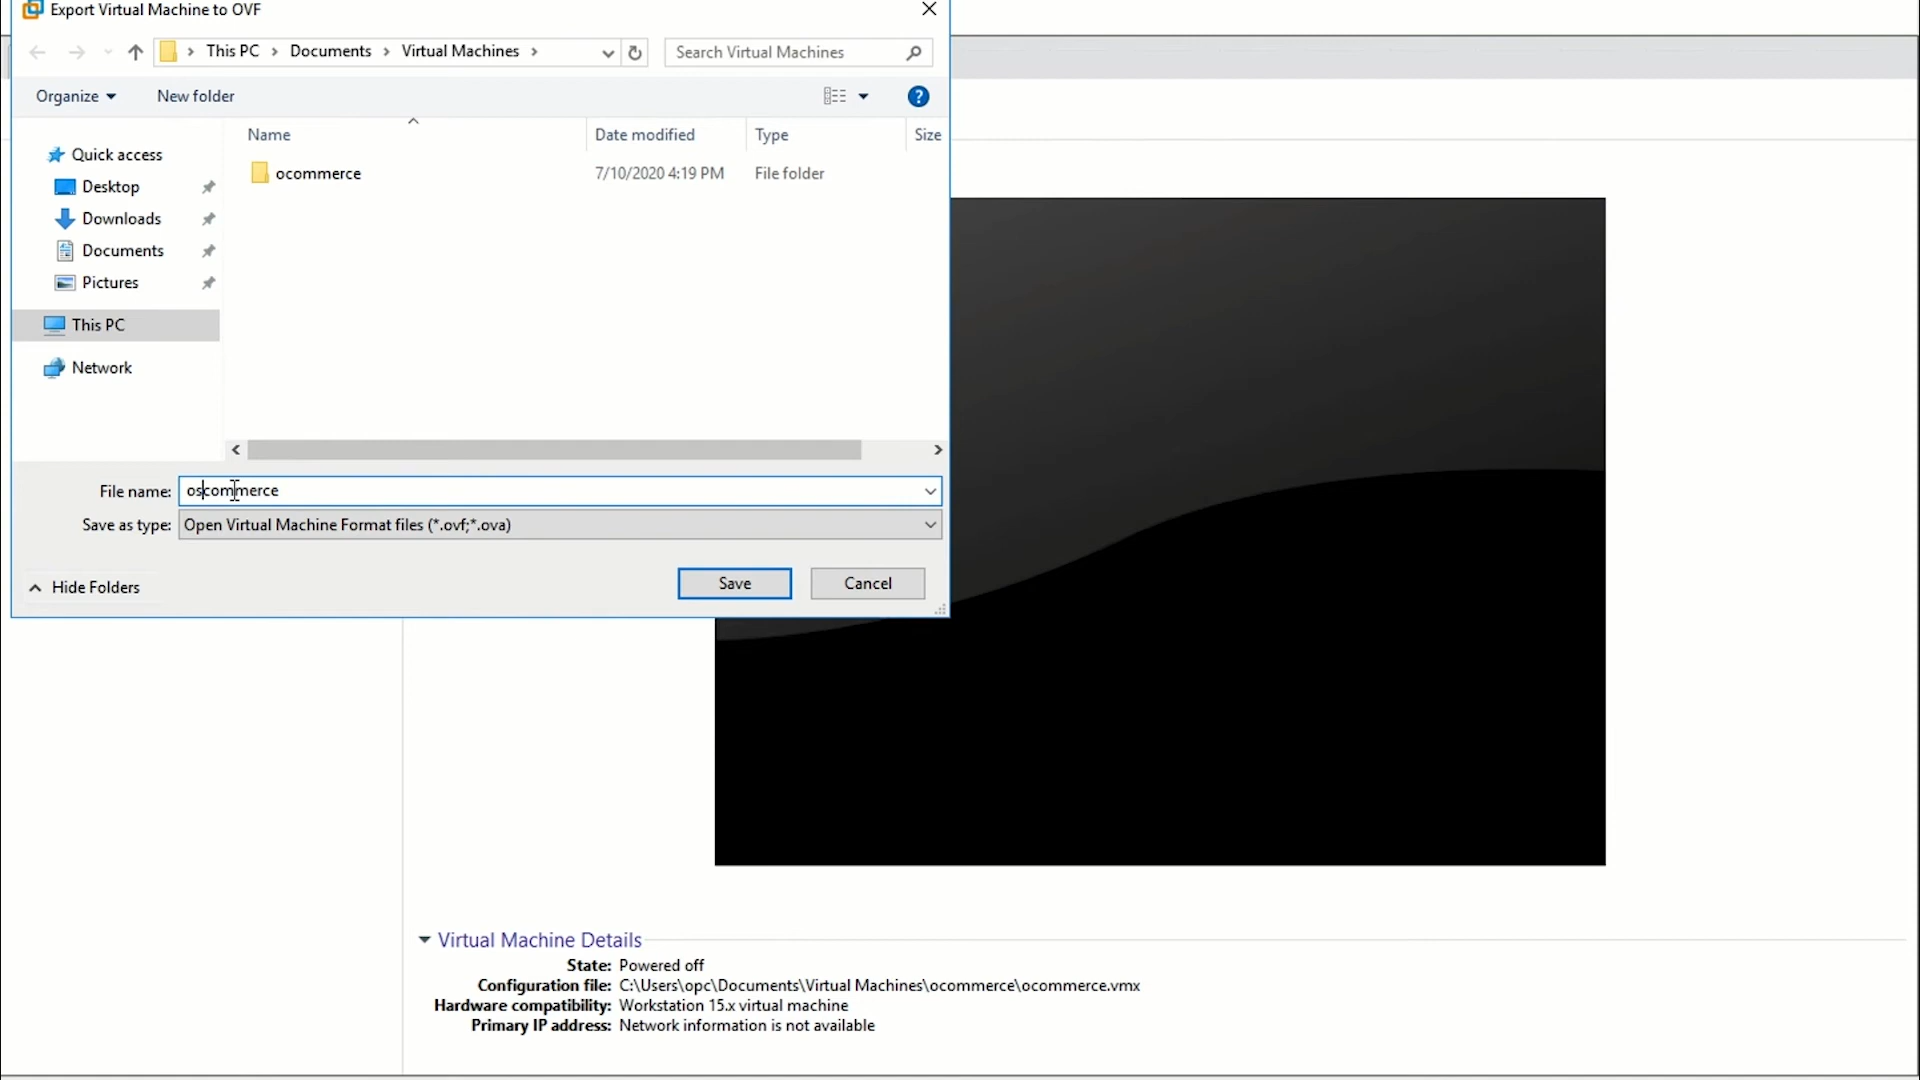 Export Virtual Machine to OVF
This PC > Documents > Virtual Machines >
Search Virtual Machines
Organize
New folder
Name
Date modified
Type
Size
Quick access
Desktop
Downloads
Documents
Pictures
This PC
Network
ocommerce
7/10/2020 4:19 PM
File folder
File name: oscommerce
Save as type: Open Virtual Machine Format files (*.ovf;*.ova)
Hide Folders
Save
Cancel
Virtual Machine Details
State: Powered off
Configuration file: C:\Users\opc\Documents\Virtual Machines\ocommerce\ocommerce.vmx
Hardware compatibility: Workstation 15.x virtual machine
Primary IP address: Network information is not available